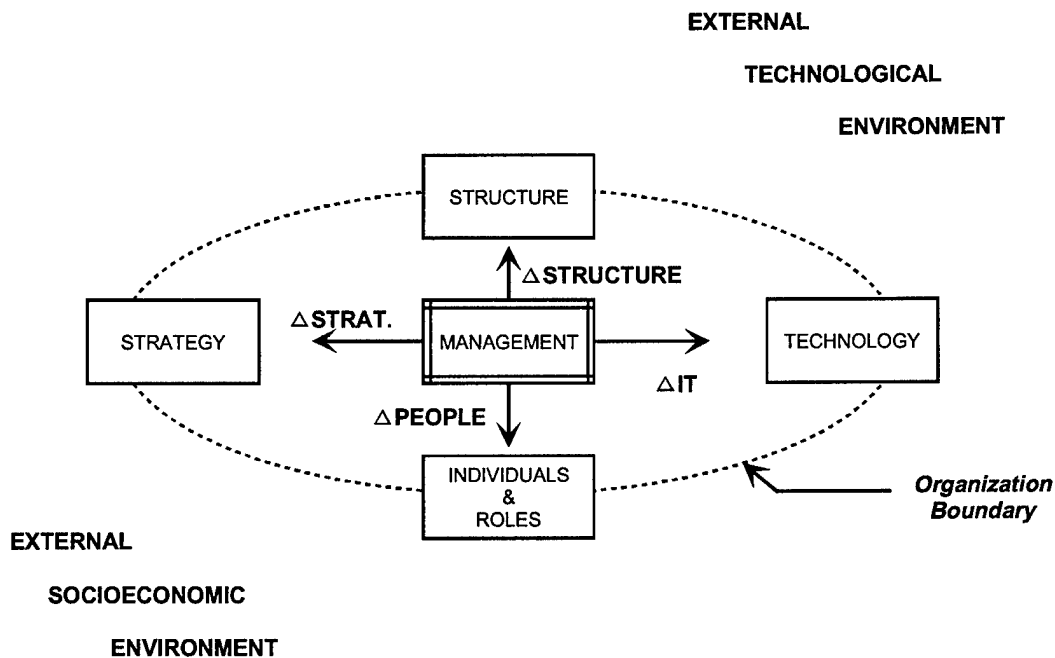 EXTERNAL
TECHNOLOGICAL
ENVIRONMENT
STRUCTURE
△STRUCTURE
△STRAT.
STRATEGY
MANAGEMENT
TECHNOLOGY
△IT
△PEOPLE
INDIVIDUALS
&
ROLES
Organization
Boundary
EXTERNAL
SOCIOECONOMIC
ENVIRONMENT